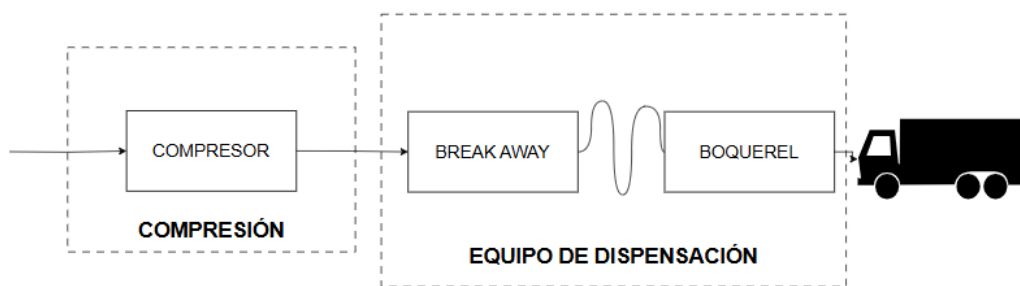 COMPRESOR
BREAK AWAY
BOQUEREL
COMPRESIÓN
EQUIPO DE DISPENSACIÓN